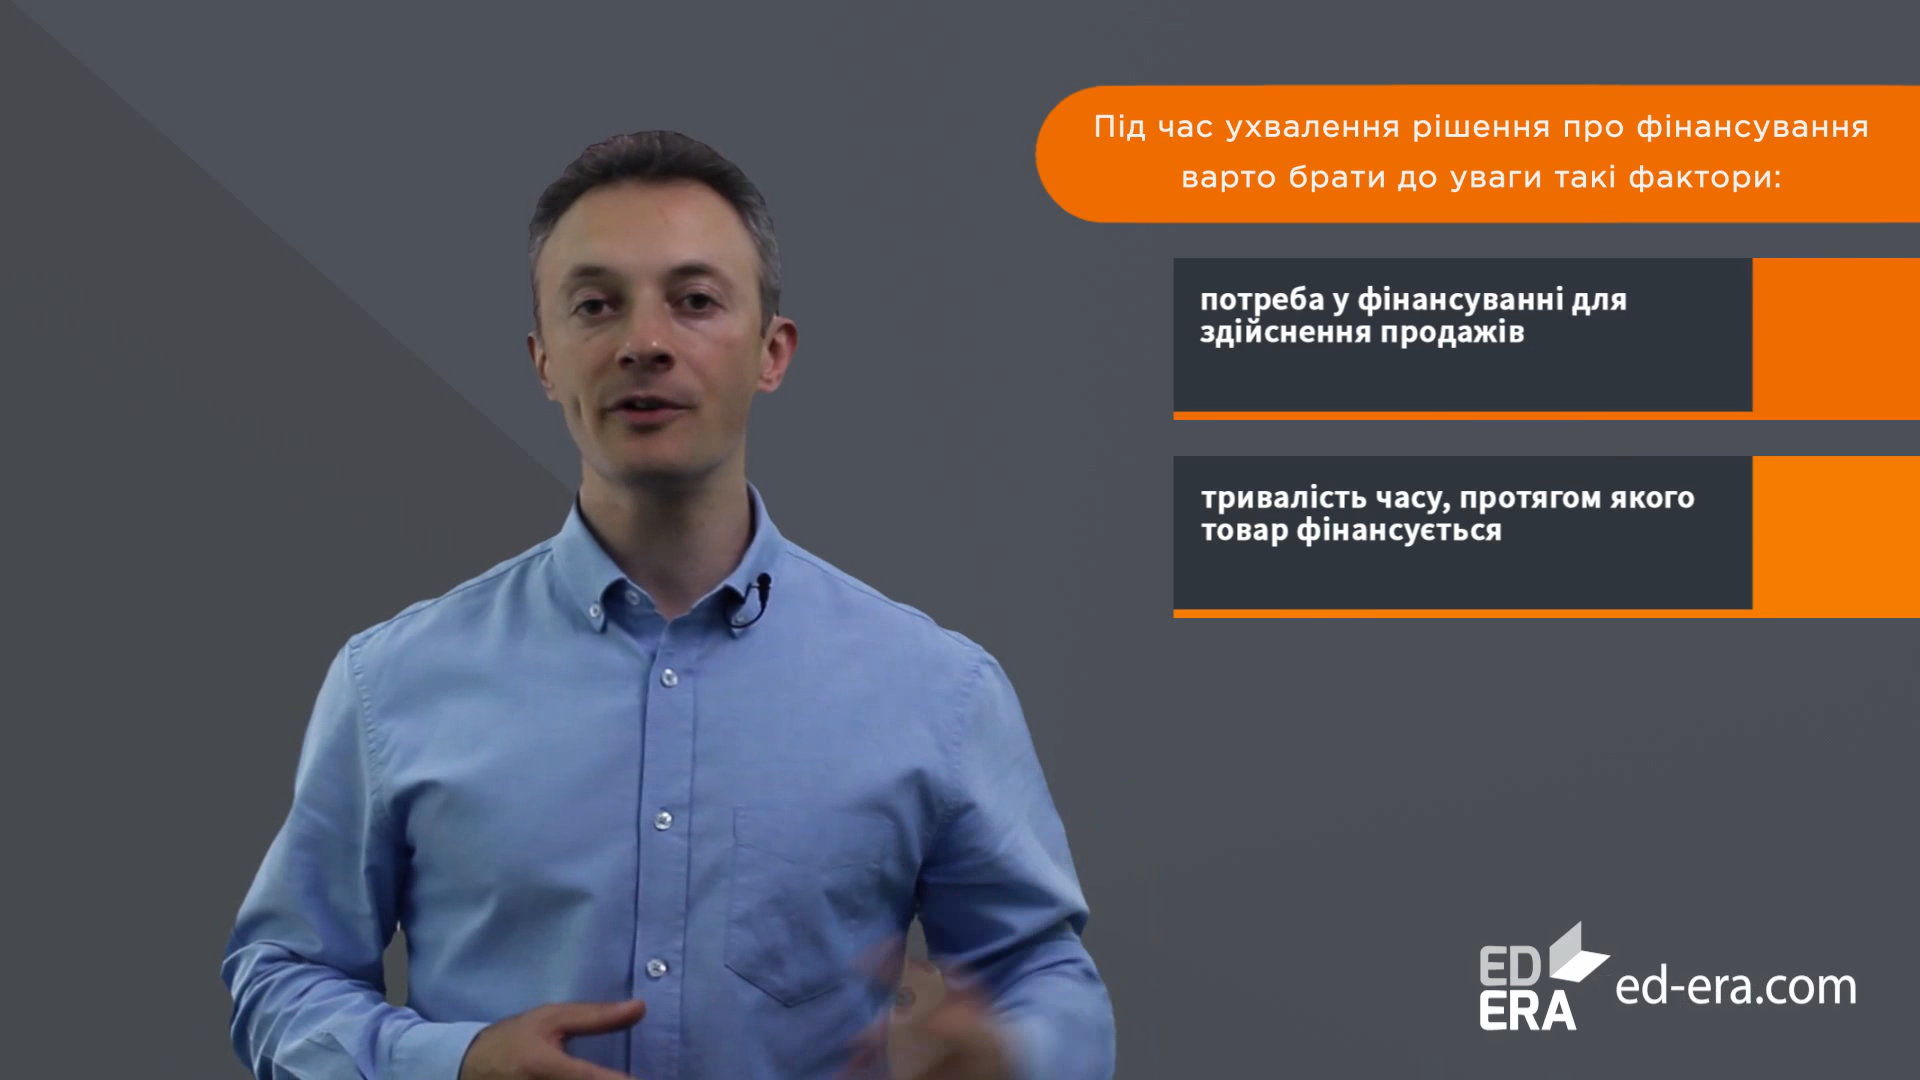 Під час ухвалення рішення про фінансування
варто брати до уваги такі фактори:
потреба у фінансуванні для
здійснення продажів
тривалість часу, протягом якого
товар фінансується
ED
ERA
ed-era.com